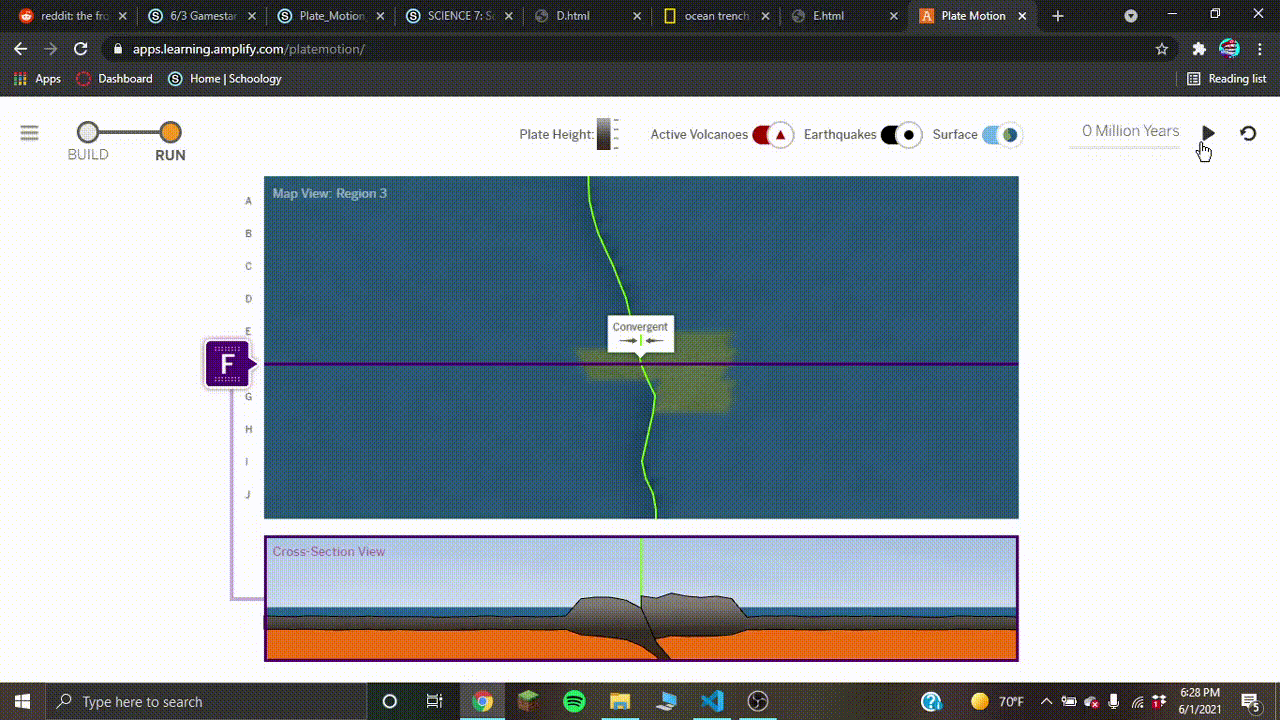 reddit: the fro
6/3 Gamestar
Plate_Motion_
SCIENCE 7: Sc
D.html
ocean trench
E.html
Plate Motion
apps.learning.amplify.com/platemotion/
Apps
Dashboard
Home | Schoology
Reading list
BUILD
RUN
Plate Height:
Active Volcanoes
Earthquakes
Surface
0 Million Years
Map View: Region 3
A
B
C
D
E
F
G
H
I
J
Convergent
Cross-Section View
Type here to search
70°F
6:28 PM
6/1/2021
5